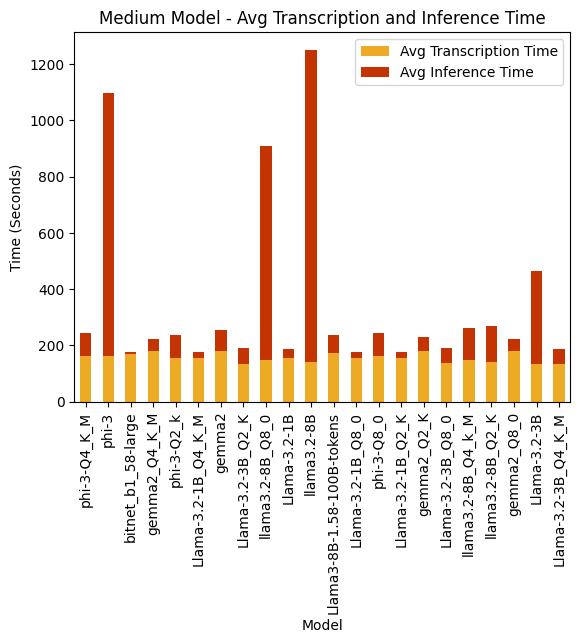 Medium Model - Avg Transcription and Inference Time
Avg Transcription Time
Avg Inference Time
Time (Seconds)
1200
1000
800
600
400
200
0
phi-3-Q4_K_M
phi-3
bitnet_b1_58-large
gemma2_Q4_K_M
phi-3-Q2_k
Llama-3.2-1B_Q4_K_M
gemma2
Llama-3.2-3B_Q2_K
llama3.2-8B_Q8_0
Llama-3.2-1B
llama3.2-8B
Llama3-8B-1.58-100B-tokens
Llama-3.2-1B_Q8_0
phi-3-Q8_0
Llama-3.2-1B_Q2_K
gemma2_Q2_K
Llama-3.2-3B_Q8_0
llama3.2-8B_Q4_k_M
llama3.2-8B_Q2_K
gemma2_Q8_0
Llama-3.2-3B
Llama-3.2-3B_Q4_K_M
Model